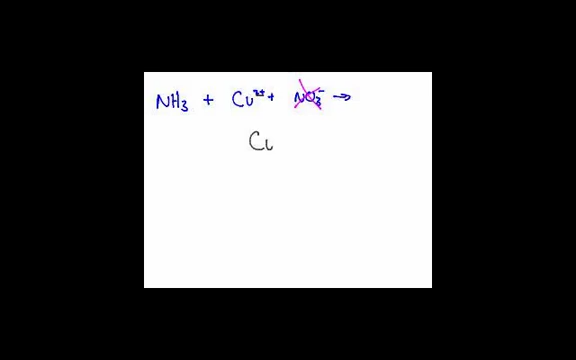 NH₃ + Cu²⁺ + NO₃⁻ →
Cu